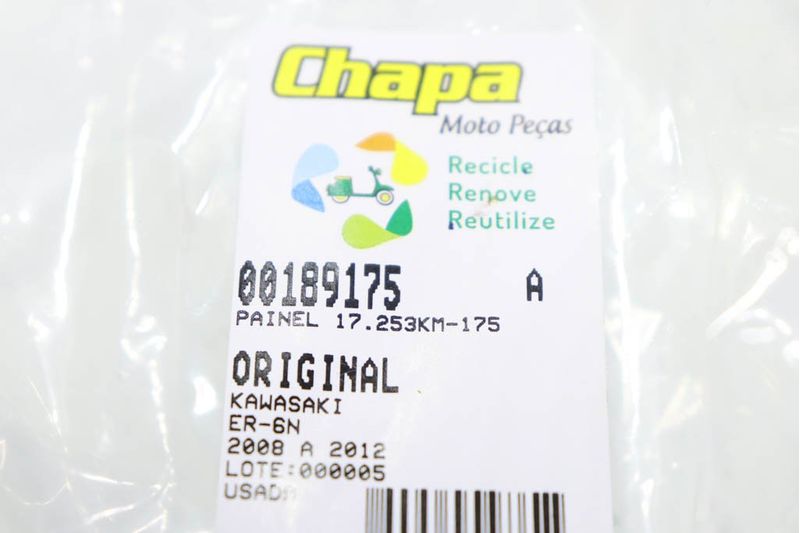 Chapa
Moto Peças
Recicle
Renove
Reutilize
00189175 A
PAINEL 17.253KM-175
ORIGINAL
KAWASAKI
ER-6N
2008 A 2012
LOTE:000005
USADA